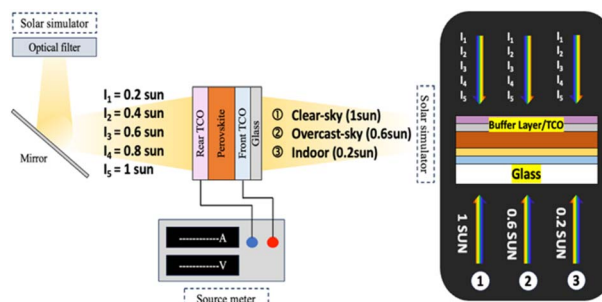 Solar simulator
Optical filter
Mirror
I₁ = 0.2 sun
I₂ = 0.4 sun
I₃ = 0.6 sun
I₄ = 0.8 sun
I₅ = 1 sun
Rear TCO
Perovskite
Front TCO
Glass
① Clear-sky (1sun)
② Overcast-sky (0.6sun)
③ Indoor (0.2sun)
------------A
------------V
Source meter
Solar simulator
I₁ I₁ I₁
I₂ I₂ I₂
I₃ I₃ I₃
I₄ I₄ I₄
I₅ I₅ I₅
Buffer Layer/TCO
Glass
1 SUN
0.6 SUN
0.2 SUN
① ② ③